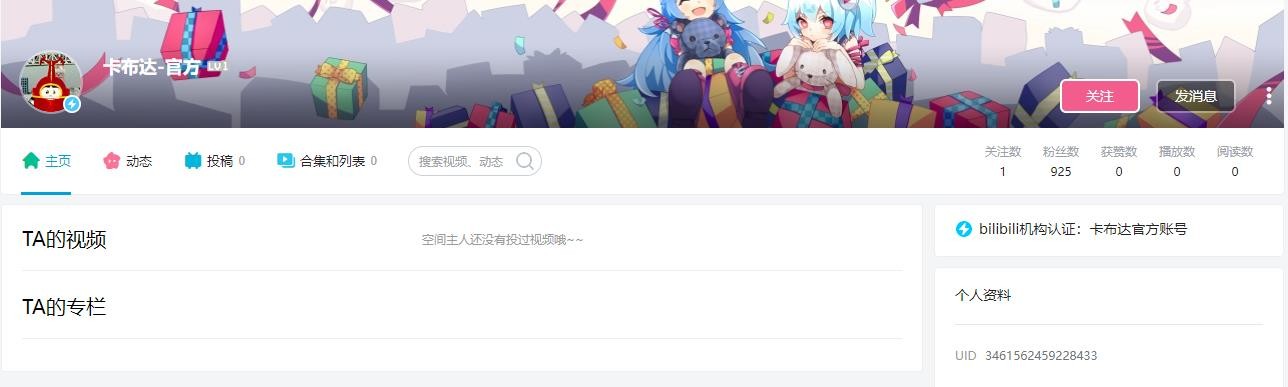 卡布达-官方 LV1
关注 发消息
主页 动态 投稿 0 合集和列表 0 搜索视频、动态
关注数 粉丝数 获赞数 播放数 阅读数
1 925 0 0 0
TA的视频
空间主人还没有投过视频哦~~
TA的专栏
bilibili机构认证：卡布达官方账号
个人资料
UID 3461562459228433